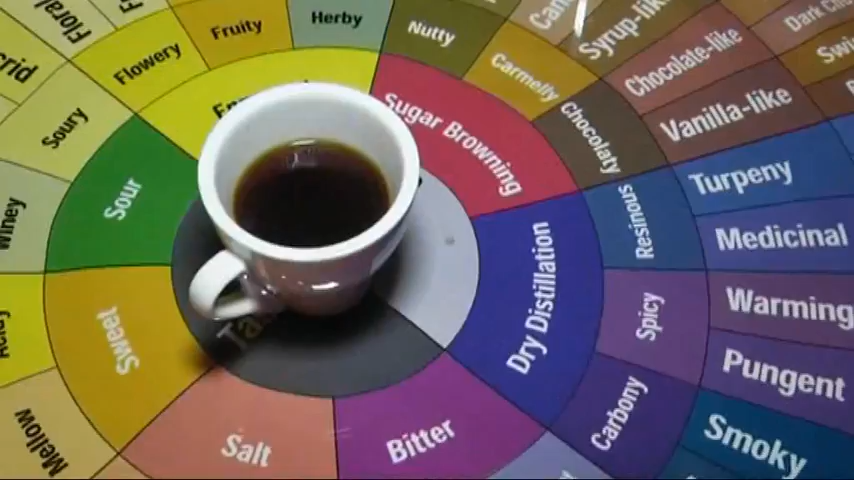 Floral
Fruity
Herby
Nutty
Syrup-like
Chocolate-like
Flowery
Carmelly
Vanilla-like
Soury
Sugar Browning
Chocolaty
Turpeny
Sour
Resinous
Medicinal
Winey
Dry Distillation
Warming
Sweet
Spicy
Pungent
Mellow
Salt
Bitter
Carbony
Smoky